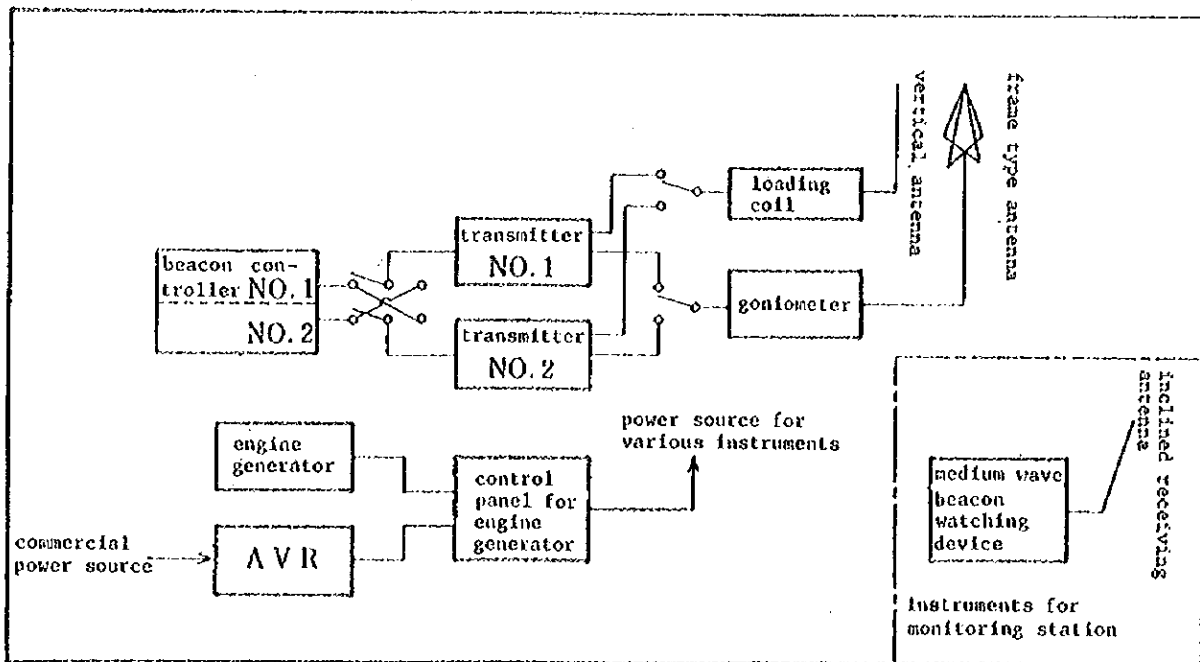 vertical antenna
frame type antenna
loading
coil
transmitter
NO. 1
beacon con-
troller NO. 1
NO. 2
goniometer
transmitter
NO. 2
inclined receiving
antenna
power source for
various instruments
engine
generator
control
panel for
engine
generator
medium wave
beacon
watching
device
commercial
power source
AVR
Instruments for
monitoring station